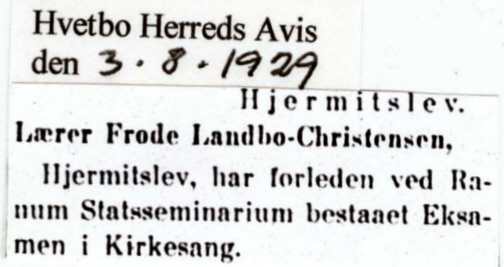 Hvetbo Herreds Avis
den 3.8.1929
Hjermitslev.
Lærer Frode Landbo-Christensen,
Hjermitslev, har forleden ved Ra-
num Statsseminarium bestaaet Eksa-
men i Kirkesang.